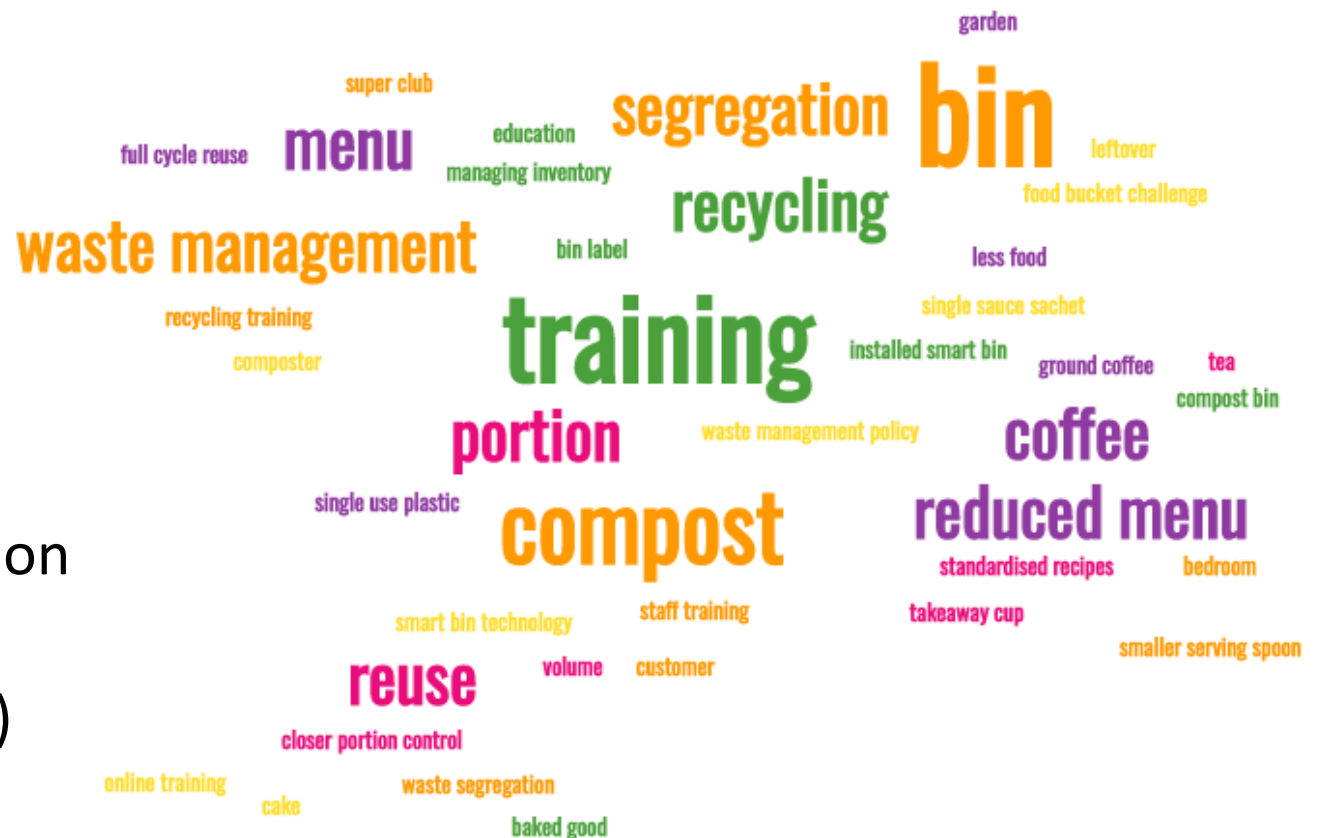 garden
super club
segregation
bin
education
menu
full cycle reuse
leftover
managing inventory
food bucket challenge
recycling
waste management
bin label
less food
single sauce sachet
recycling training
training
installed smart bin
composter
ground coffee
tea
compost bin
portion
waste management policy
coffee
single use plastic
reduced menu
compost
on
standardised recipes
bedroom
staff training
takeaway cup
smart bin technology
smaller serving spoon
reuse
volume
customer
)
closer portion control
online training
waste segregation
cake
baked good